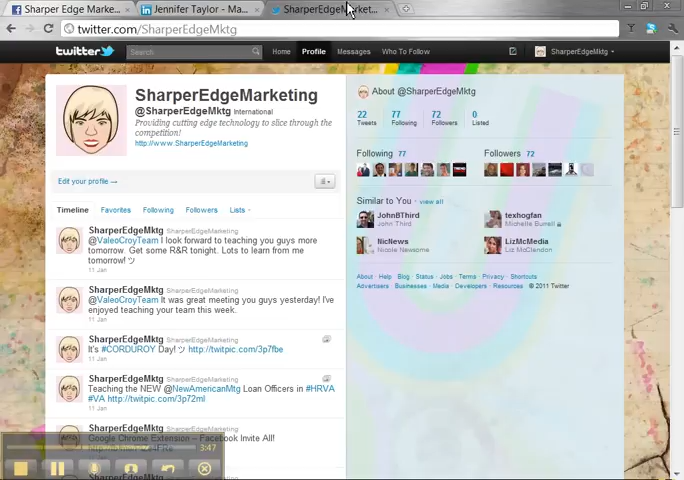 Sharper Edge Marke...
Jennifer Taylor - Ma...
SharperEdgeMarket...
twitter.com/SharperEdgeMktg
twitter
Search
Home Profile Messages Who To Follow
SharperEdgeMktg
SharperEdgeMarketing
@SharperEdgeMktg International
Providing cutting edge technology to slice through the
competition!
http://www.SharperEdgeMarketing
Edit your profile →
Timeline Favorites Following Followers Lists
SharperEdgeMktg SharperEdgeMarketing
@ValeoCroyTeam I look forward to teaching you guys more
tomorrow. Get some R&R tonight. Lots to learn from me
tomorrow! ツ
11 Jan
SharperEdgeMktg SharperEdgeMarketing
@ValeoCroyTeam It was great meeting you guys yesterday! I've
enjoyed teaching your team this week.
11 Jan
SharperEdgeMktg SharperEdgeMarketing
It's #CORDUROY Day! ツ http://twitpic.com/3p7fbe
11 Jan
SharperEdgeMktg SharperEdgeMarketing
Teaching the NEW @NewAmericanMtg Loan Officers in #HRVA
#VA http://twitpic.com/3p72ml
11 Jan
SharperEdgeMktg SharperEdgeMarketing
Google Chrome Extension – Facebook Invite All!
3:47
About @SharperEdgeMktg
22 77 72 0
Tweets Following Followers Listed
Following 77
Followers 72
Similar to You · view all
JohnBThird
John Third
texhogfan
Michelle Burrell
NicNews
Nicole Newsome
LizMcMedia
Liz McClendon
About · Help · Blog · Status · Jobs · Terms · Privacy · Shortcuts
Advertisers · Businesses · Media · Developers · Resources · © 2011 Twitter